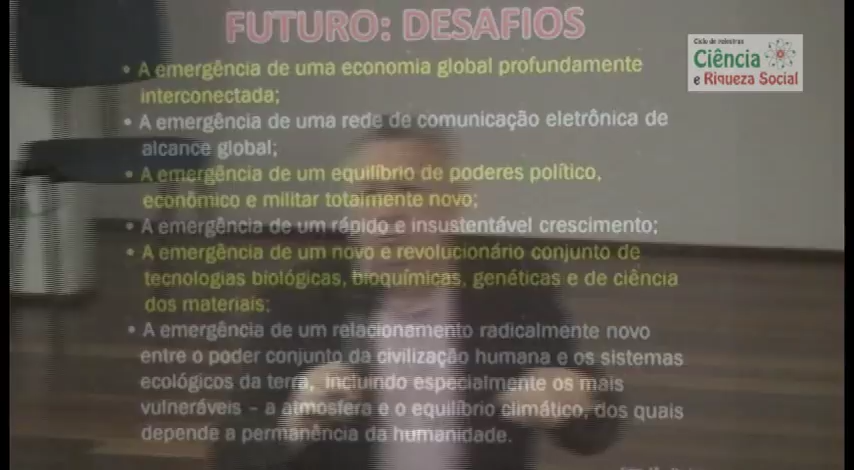 FUTURO: DESAFIOS
Ciclo de palestras
Ciência
e Riqueza Social
• A emergência de uma economia global profundamente
interconectada;
• A emergência de uma rede de comunicação eletrônica de
alcance global;
• A emergência de um equilíbrio de poderes político,
econômico e militar totalmente novo;
• A emergência de um rápido e insustentável crescimento;
• A emergência de um novo e revolucionário conjunto de
tecnologias biológicas, bioquímicas, genéticas e de ciência
dos materiais;
• A emergência de um relacionamento radicalmente novo
entre o poder conjunto da civilização humana e os sistemas
ecológicos da terra, incluindo especialmente os mais
vulneráveis – a atmosfera e o equilíbrio climático, dos quais
depende a permanência da humanidade.